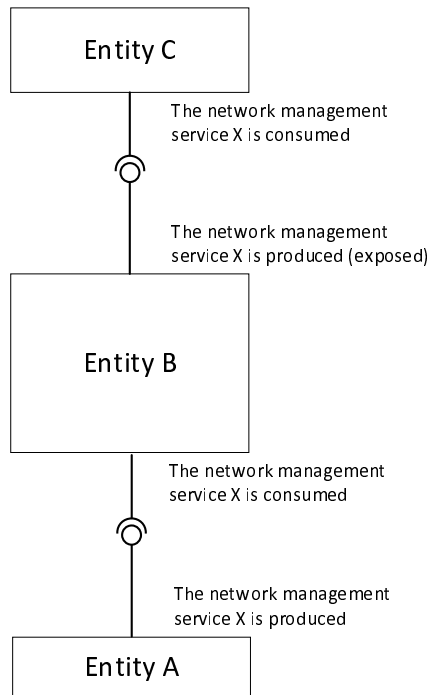 Entity C
The network management
service X is consumed
The network management
service X is produced (exposed)
Entity B
The network management
service X is consumed
The network management
service X is produced
Entity A